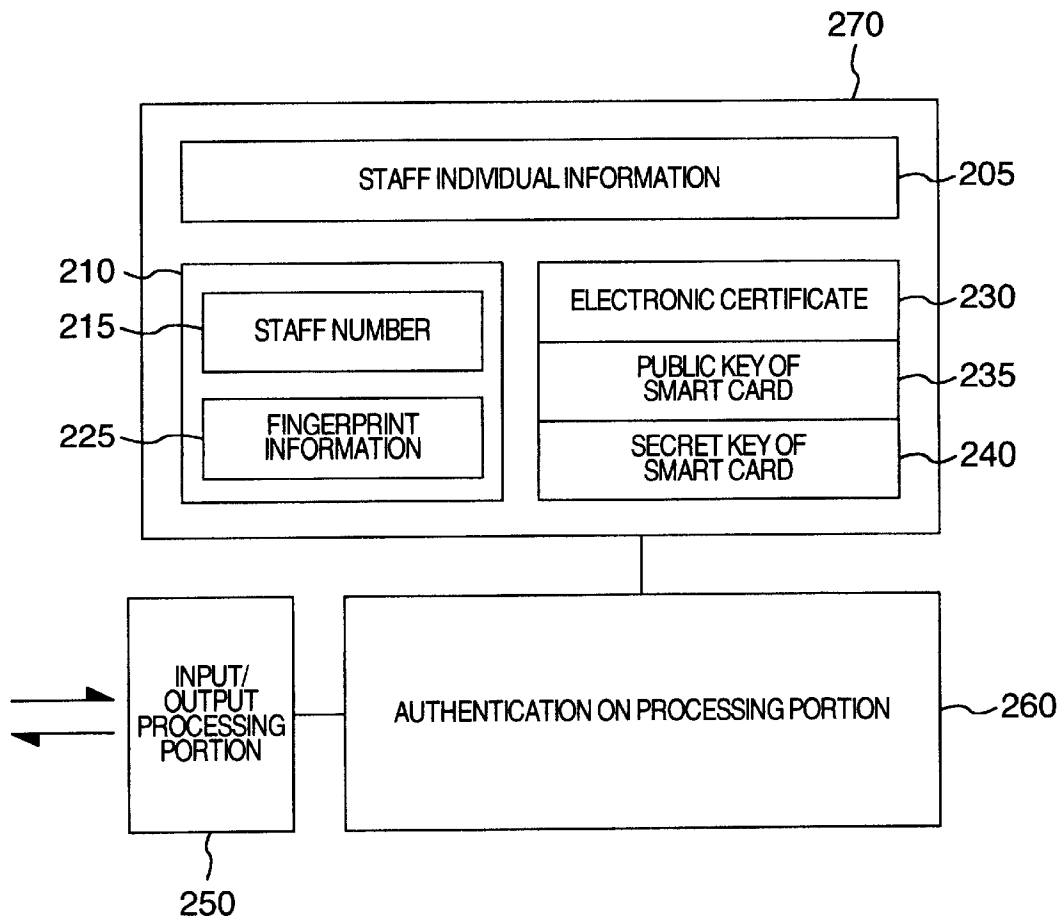 270
STAFF INDIVIDUAL INFORMATION
205
210
215
STAFF NUMBER
ELECTRONIC CERTIFICATE
230
PUBLIC KEY OF
SMART CARD
235
225
FINGERPRINT
INFORMATION
SECRET KEY OF
SMART CARD
240
INPUT/
OUTPUT
PROCESSING
PORTION
AUTHENTICATION ON PROCESSING PORTION
260
250